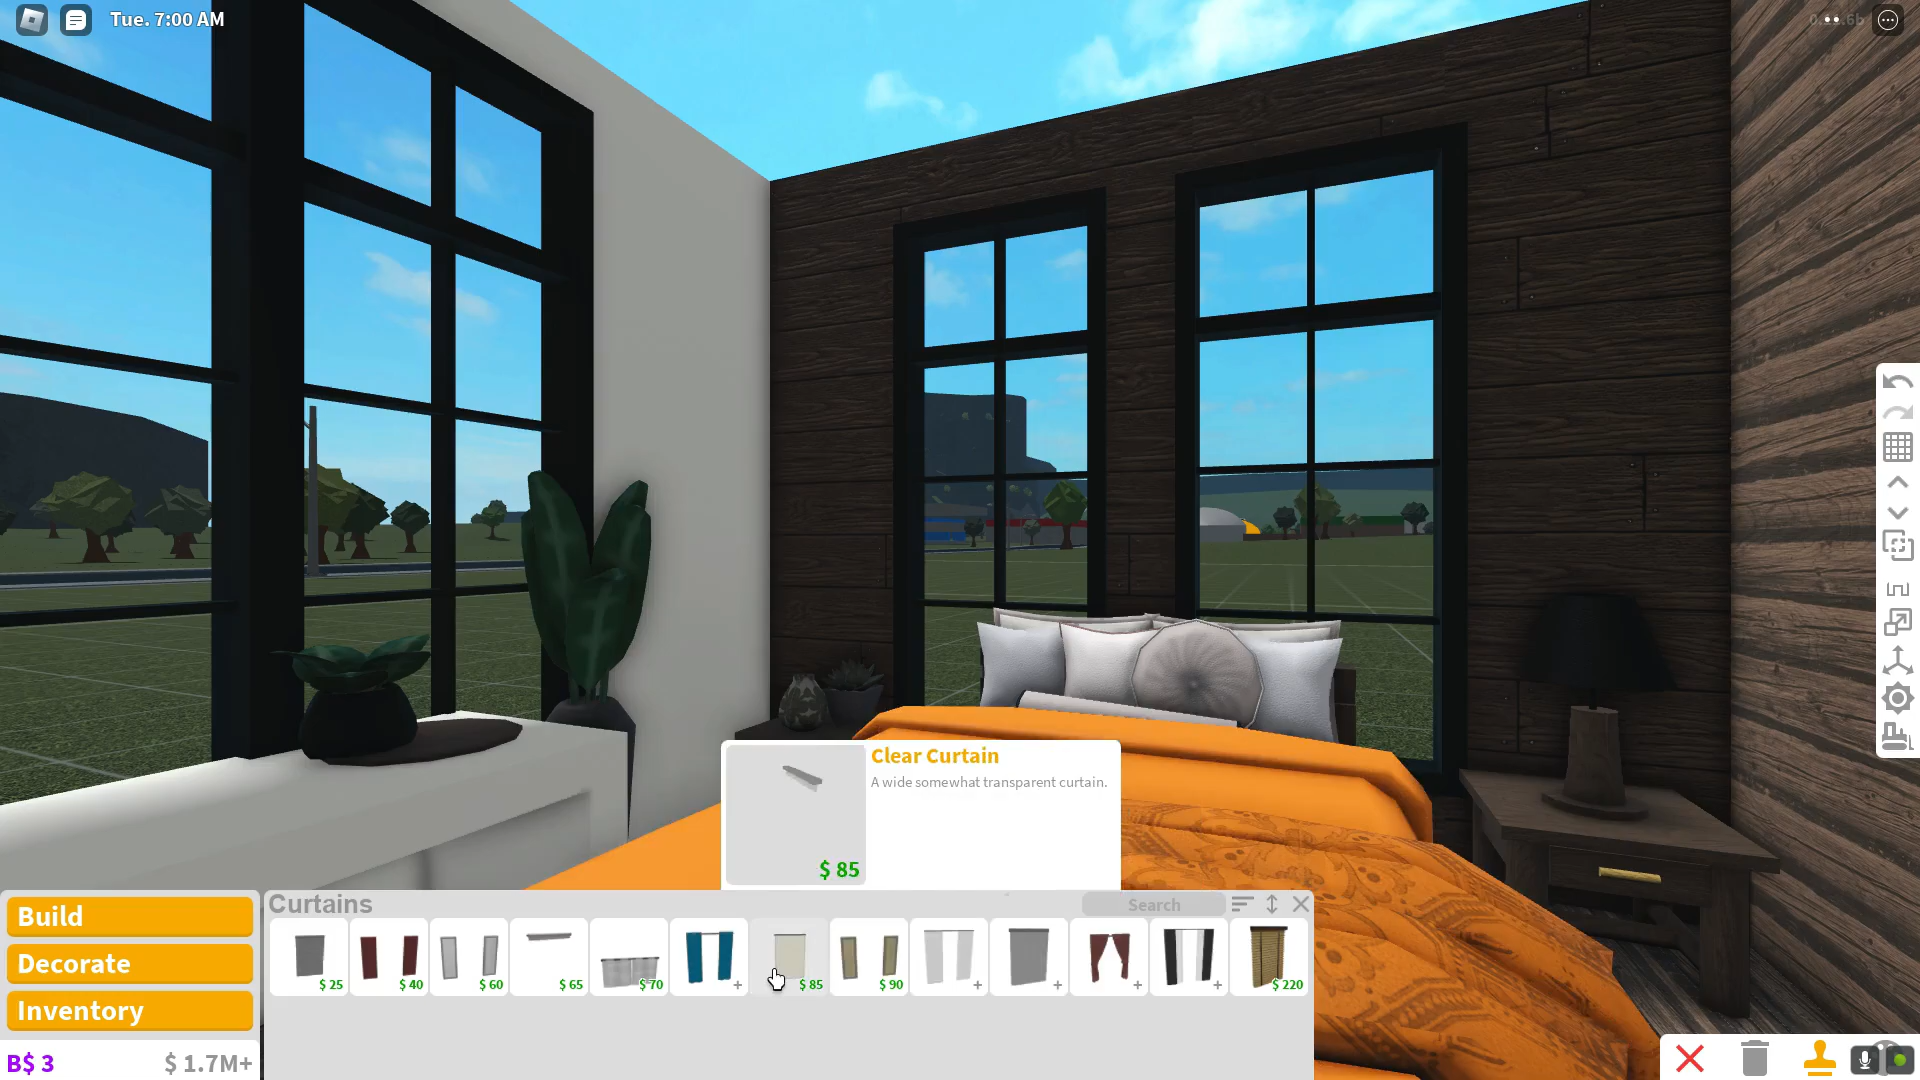 Tue. 7:00 AM
Clear Curtain
A wide somewhat transparent curtain.
$ 85
Build
Decorate
Inventory
B$ 3
$ 1.7M+
Curtains
Search
$ 25
$ 40
$ 60
$ 65
$ 70
+
$ 85
$ 90
+
+
+
+
$ 220